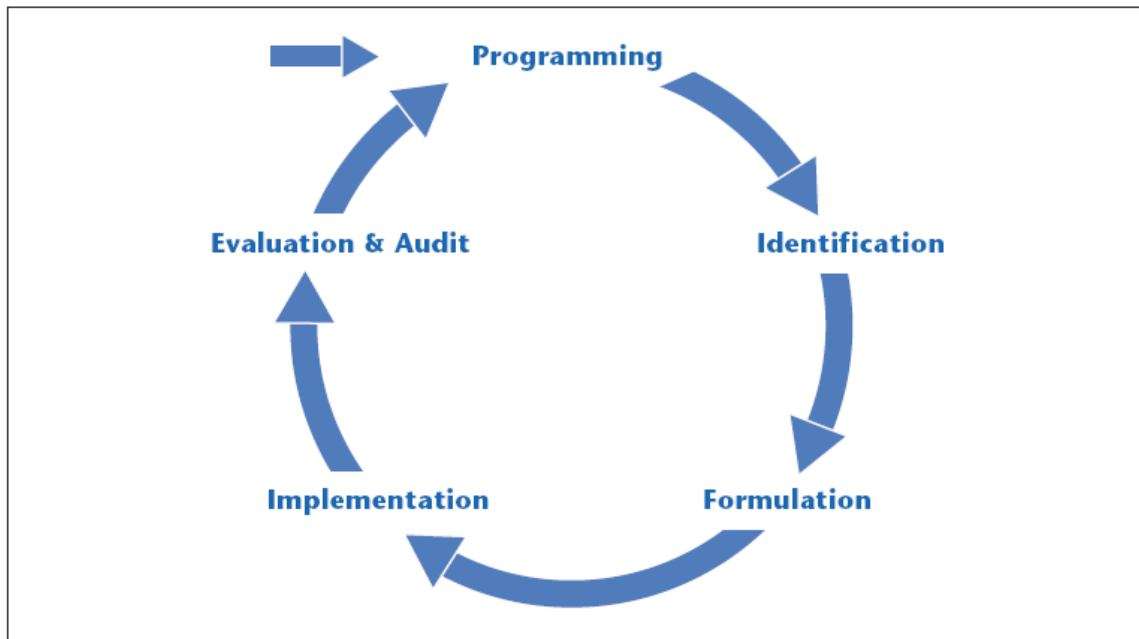 Programming
Evaluation & Audit
Identification
Implementation
Formulation